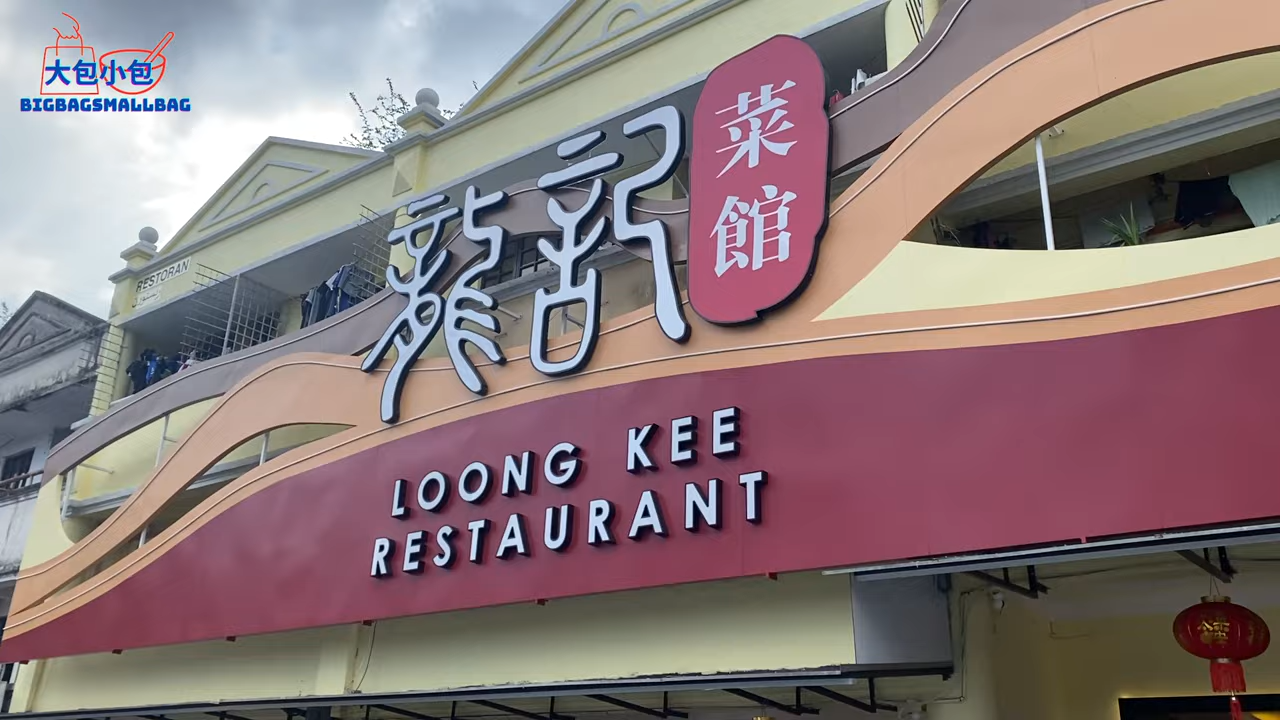 大包小包
BIGBAGSMALLBAG
龍記
菜館
RESTORAN
LOONG KEE
RESTAURANT